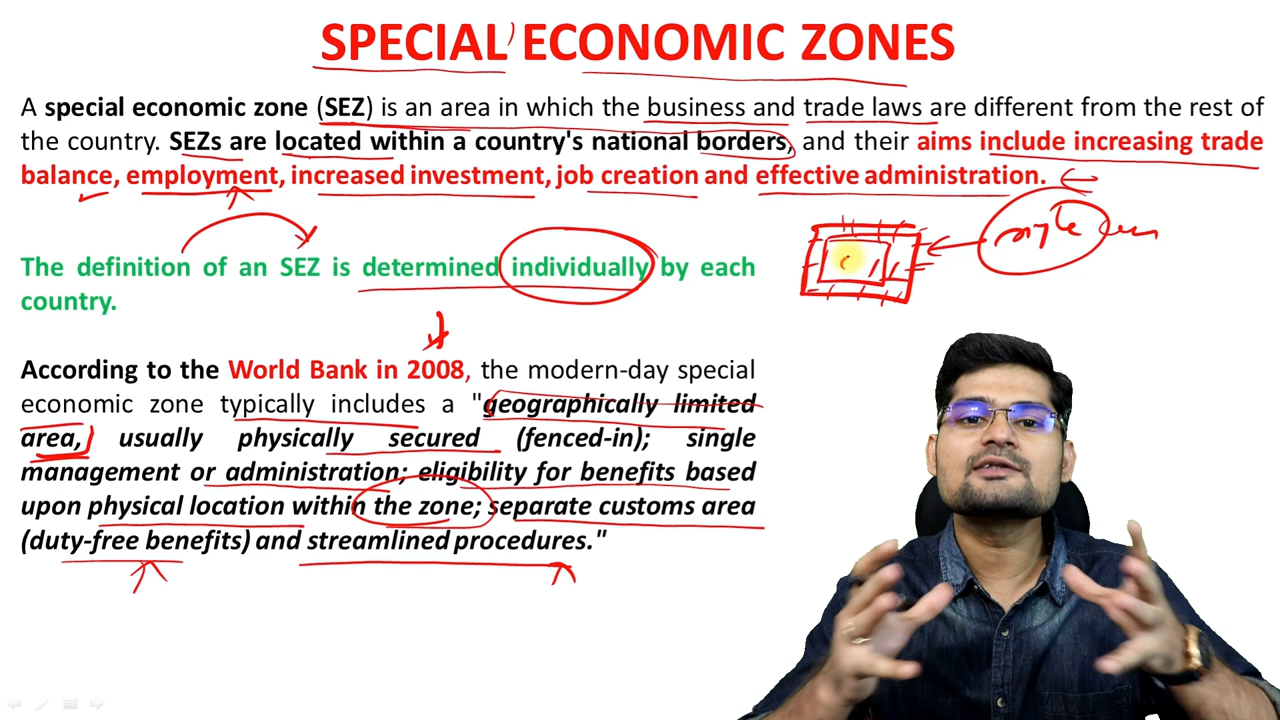 SPECIAL ECONOMIC ZONES
A special economic zone (SEZ) is an area in which the business and trade laws are different from the rest of
the country. SEZs are located within a country's national borders, and their aims include increasing trade
balance, employment, increased investment, job creation and effective administration.
The definition of an SEZ is determined individually by each
country.
According to the World Bank in 2008, the modern-day special
economic zone typically includes a "geographically limited
area, usually physically secured (fenced-in); single
management or administration; eligibility for benefits based
upon physical location within the zone; separate customs area
(duty-free benefits) and streamlined procedures."